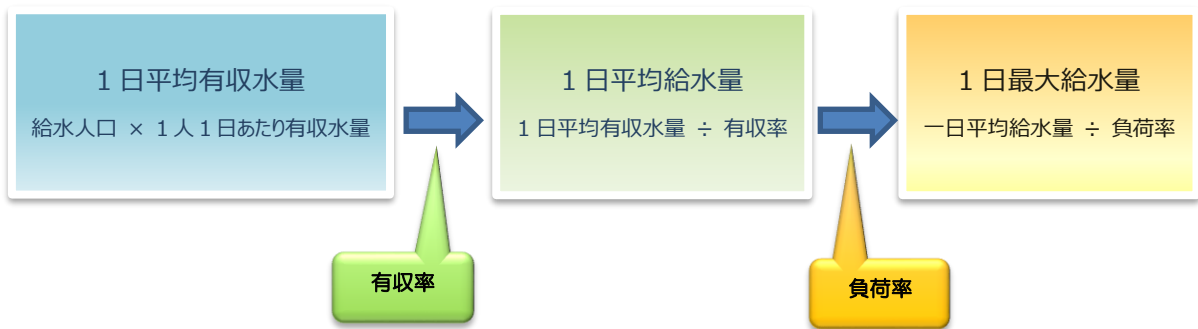 1日平均有収水量
給水人口 × 1人1日あたり有収水量
1日平均給水量
1日平均有収水量 ÷ 有収率
1日最大給水量
一日平均給水量 ÷ 負荷率
有収率
負荷率